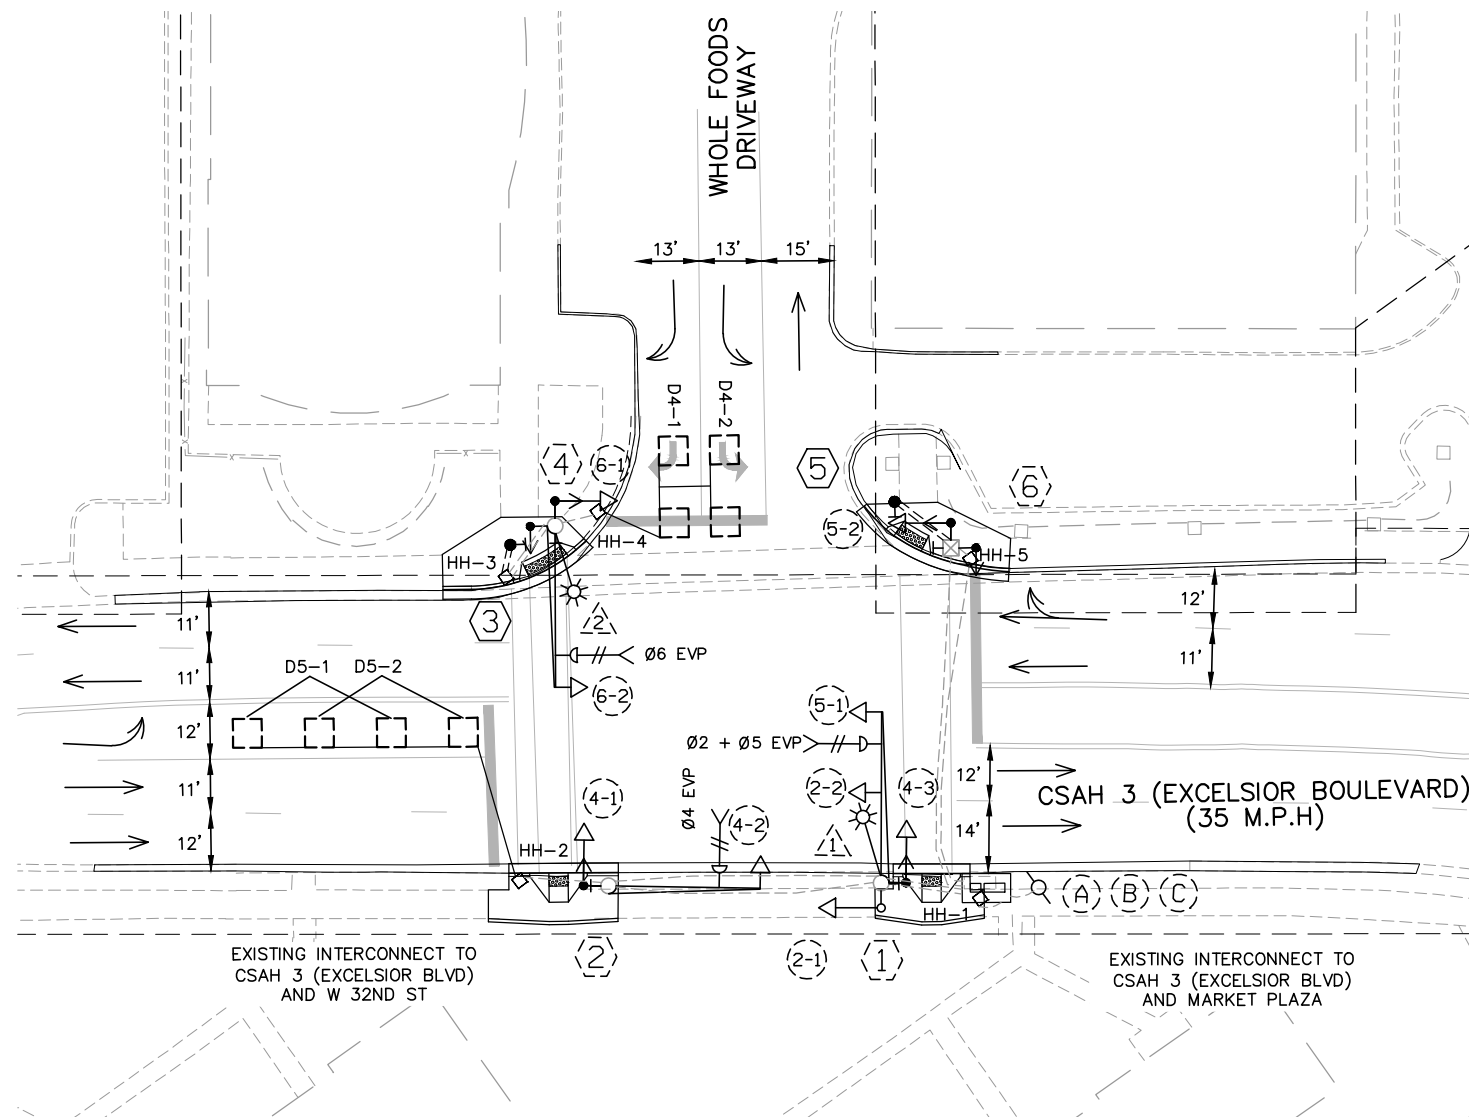 WHOLE FOODS
DRIVEWAY
13' 13' 15'
D4-1 D4-2
4 6-1
5
6
5-2
HH-3 HH-4 HH-5
3
2
12'
11'
11'
11'
Ø6 EVP
6-2
D5-1 D5-2
12'
11'
12'
5-1
Ø2 + Ø5 EVP
2-2 4-3
4-1
Ø4 EVP
4-2
1
12'
14'
CSAH 3 (EXCELSIOR BOULEVARD)
(35 M.P.H)
HH-2
HH-1
A B C
2
2-1
1
EXISTING INTERCONNECT TO
CSAH 3 (EXCELSIOR BLVD)
AND W 32ND ST
EXISTING INTERCONNECT TO
CSAH 3 (EXCELSIOR BLVD)
AND MARKET PLAZA